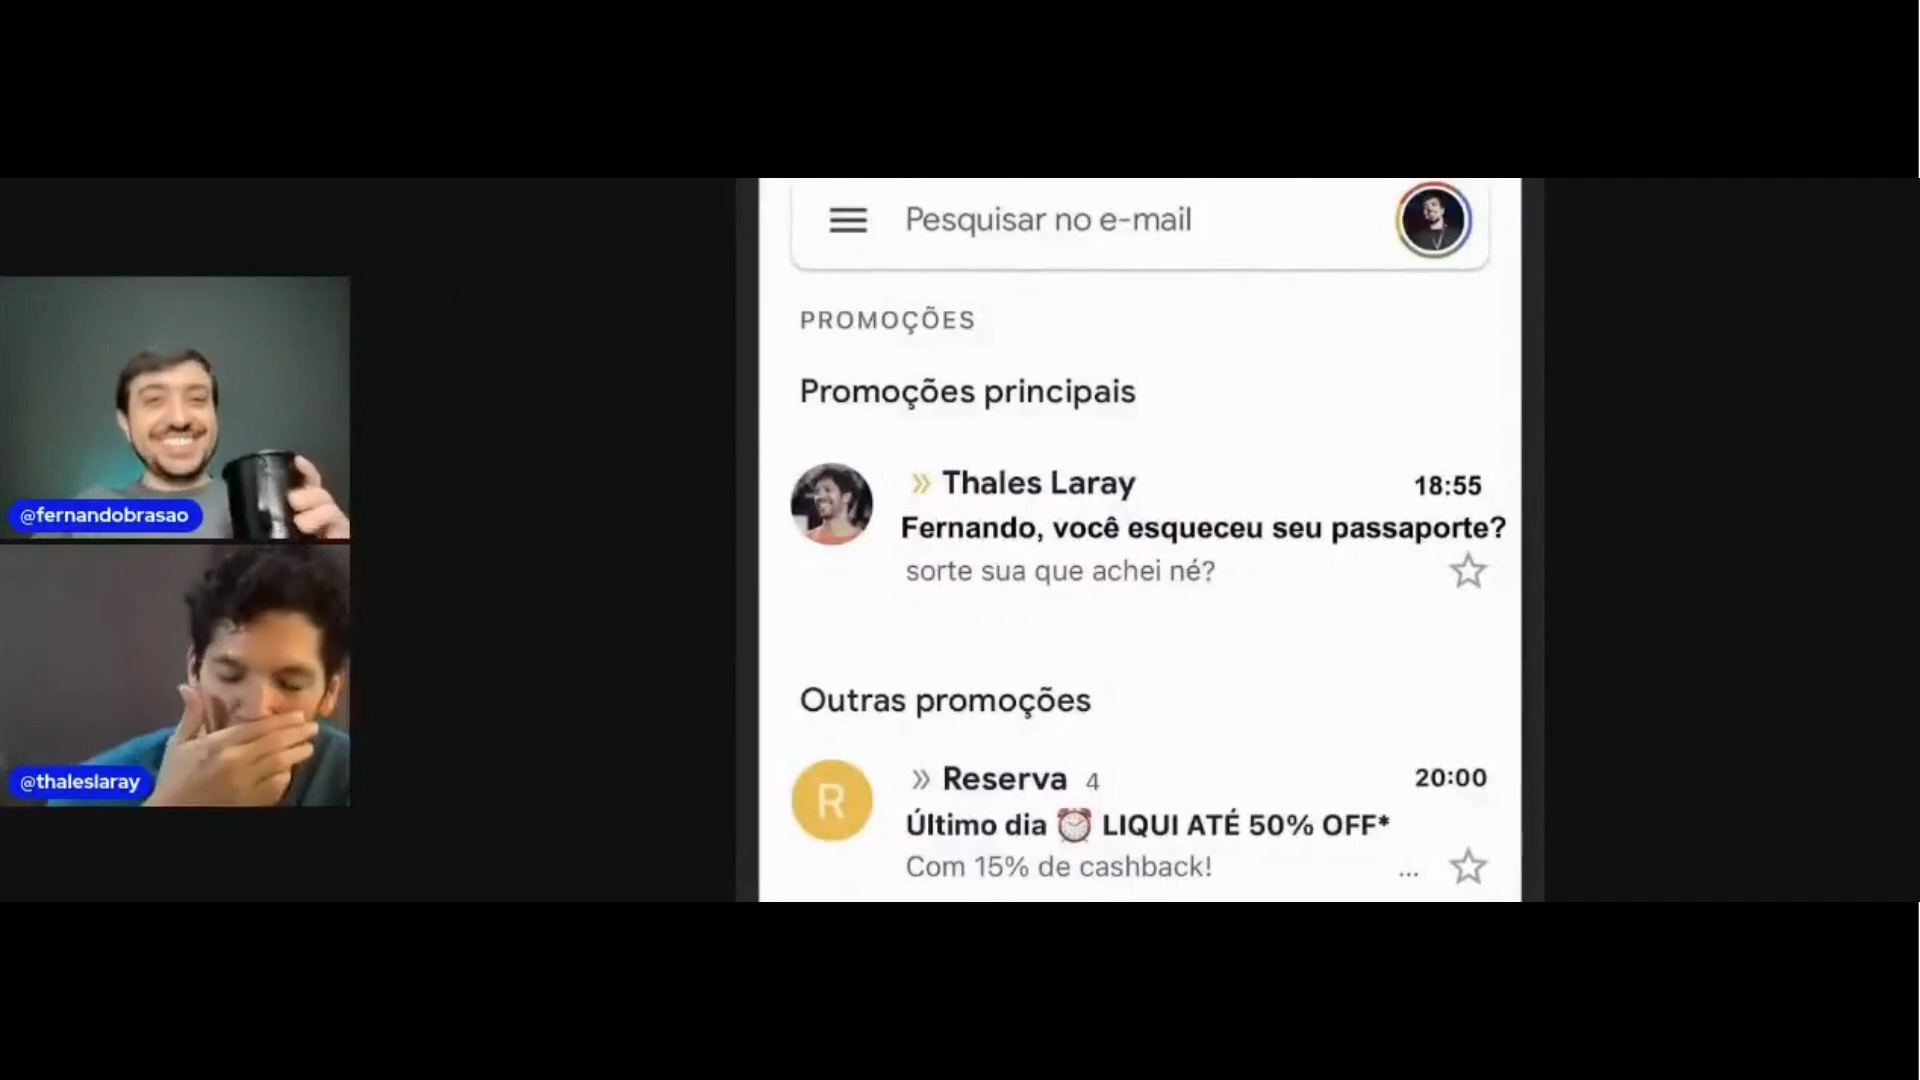 @fernandobrasao
@thaleslaray
Pesquisar no e-mail
PROMOÇÕES
Promoções principais
» Thales Laray 18:55
Fernando, você esqueceu seu passaporte?
sorte sua que achei né?
Outras promoções
R » Reserva 4 20:00
Último dia ⏰ LIQUI ATÉ 50% OFF*
Com 15% de cashback! ...